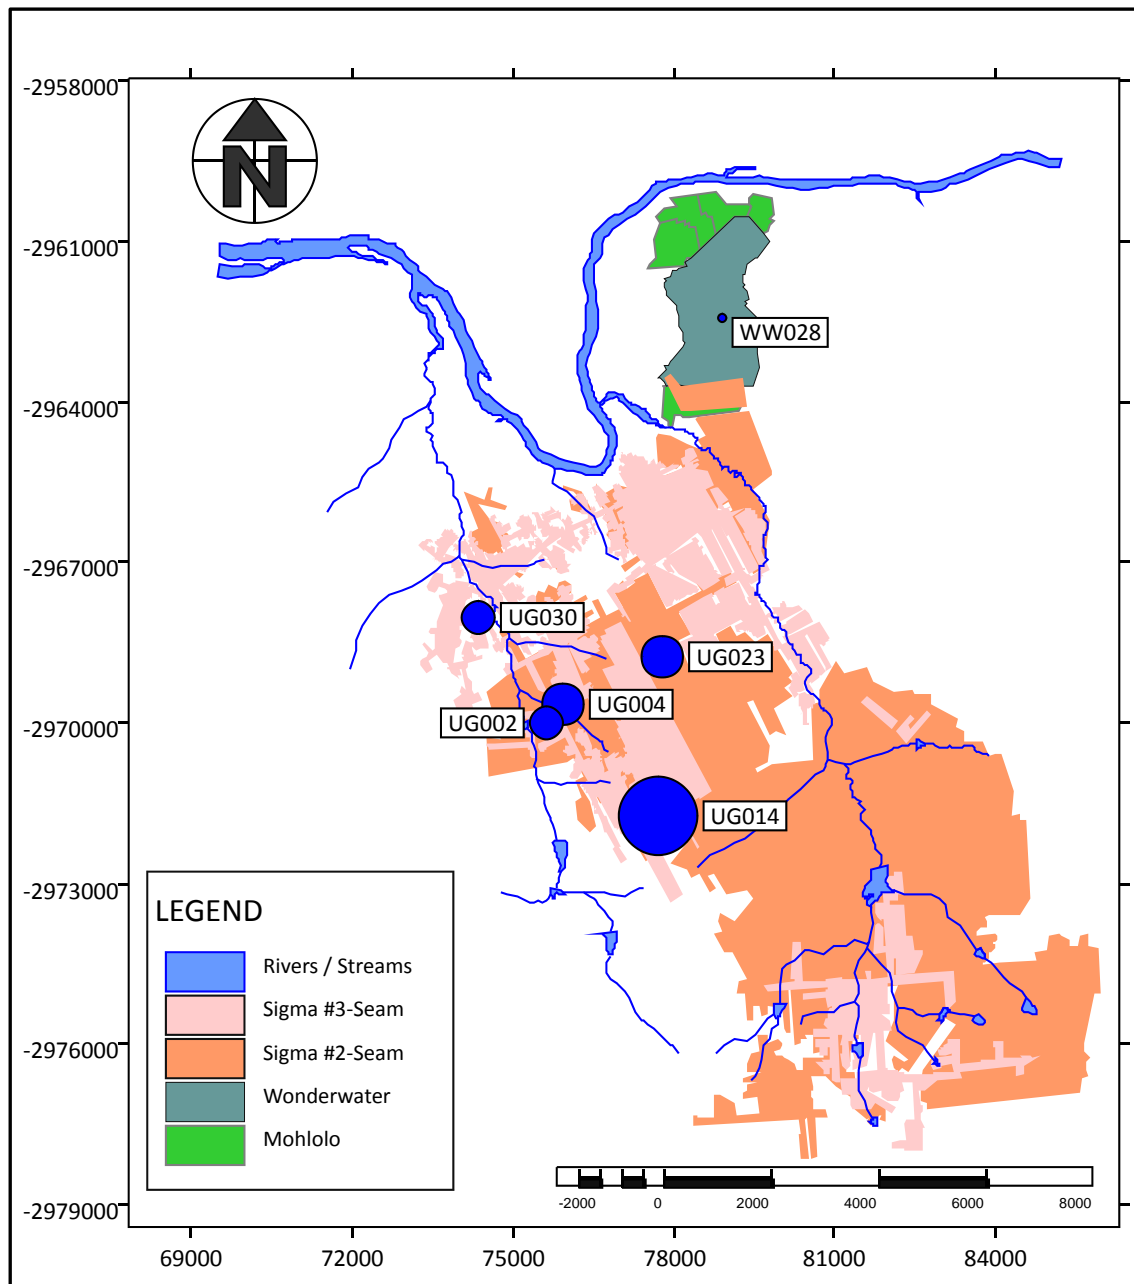 -2958000
N
-2961000
WW028
-2964000
-2967000
UG030
UG023
UG004
UG002
-2970000
UG014
-2973000
LEGEND
Rivers / Streams
Sigma #3-Seam
Sigma #2-Seam
Wonderwater
Mohlolo
-2976000
-2000 0 2000 4000 6000 8000
-2979000
69000 72000 75000 78000 81000 84000